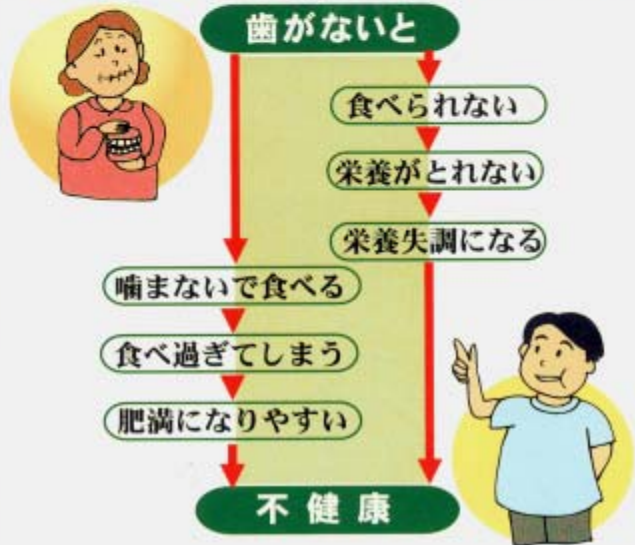 歯がないと
食べられない
栄養がとれない
栄養失調になる
噛まないで食べる
食べ過ぎてしまう
肥満になりやすい
不健康